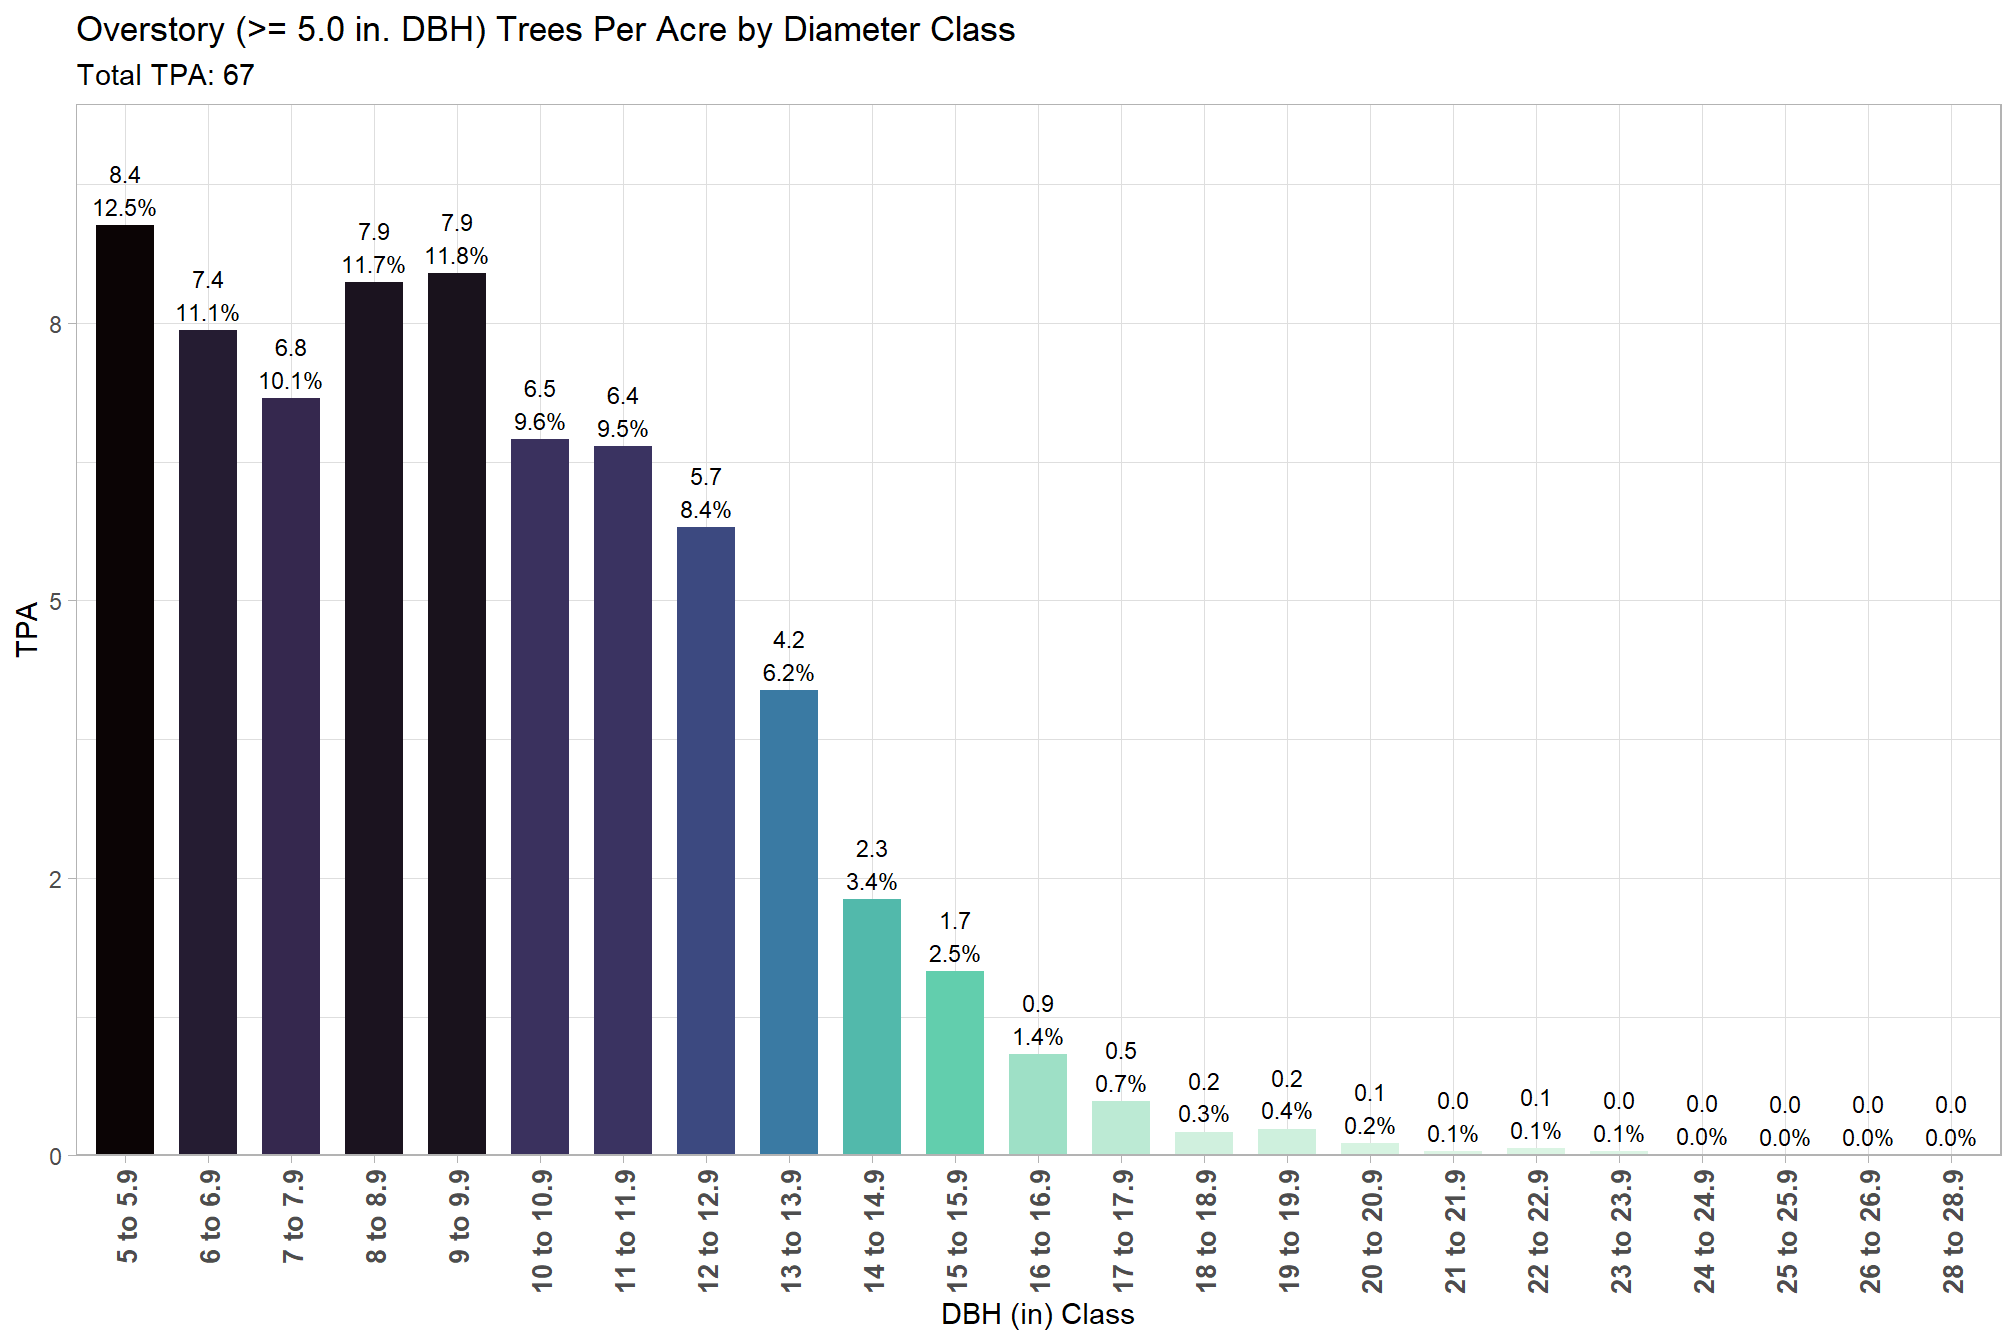 Overstory (>= 5.0 in. DBH) Trees Per Acre by Diameter Class
Total TPA: 67
TPA
8
5
2
0
8.4
12.5%
7.4
11.1%
6.8
10.1%
7.9
11.7%
7.9
11.8%
6.5
9.6%
6.4
9.5%
5.7
8.4%
4.2
6.2%
2.3
3.4%
1.7
2.5%
0.9
1.4%
0.5
0.7%
0.2
0.3%
0.2
0.4%
0.1
0.2%
0.0
0.1%
0.1
0.1%
0.0
0.1%
0.0
0.0%
0.0
0.0%
0.0
0.0%
0.0
0.0%
5 to 5.9
6 to 6.9
7 to 7.9
8 to 8.9
9 to 9.9
10 to 10.9
11 to 11.9
12 to 12.9
13 to 13.9
14 to 14.9
15 to 15.9
16 to 16.9
17 to 17.9
18 to 18.9
19 to 19.9
20 to 20.9
21 to 21.9
22 to 22.9
23 to 23.9
24 to 24.9
25 to 25.9
26 to 26.9
28 to 28.9
DBH (in) Class